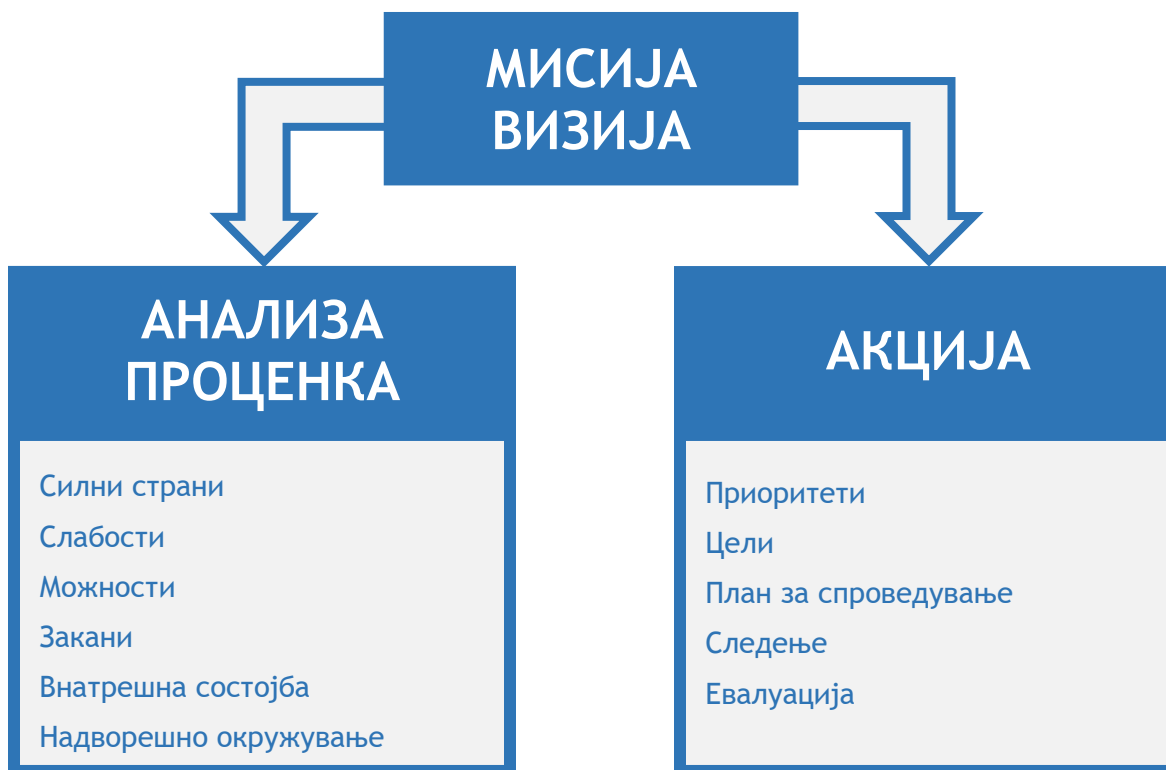 МИСИЈА
ВИЗИЈА
АНАЛИЗА
ПРОЦЕНКА
Силни страни
Слабости
Можности
Закани
Внатрешна состојба
Надворешно окружување
АКЦИЈА
Приоритети
Цели
План за спроведување
Следење
Евалуација